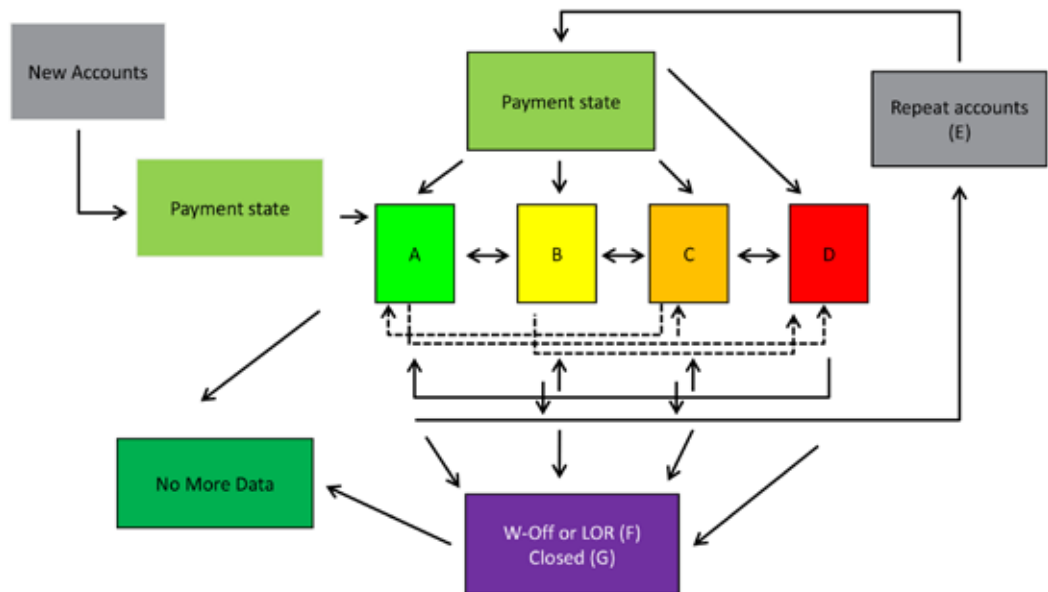 New Accounts
Payment state
Repeat accounts
(E)
Payment state
A
B
C
D
No More Data
W-Off or LOR (F)
Closed (G)